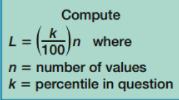 Compute
L = (k/100)n where
n = number of values
k = percentile in question